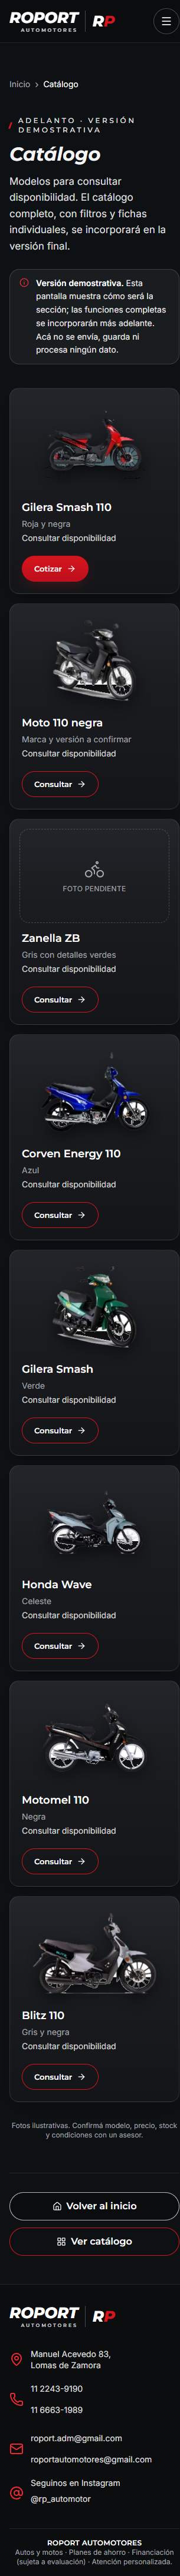 ROPORT RP
AUTOMOTORES
Inicio > Catálogo
ADELANTO · VERSIÓN
DEMOSTRATIVA
Catálogo
Modelos para consultar
disponibilidad. El catálogo
completo, con filtros y fichas
individuales, se incorporará en la
versión final.
Versión demostrativa. Esta
pantalla muestra cómo será la
sección; las funciones completas
se incorporarán más adelante.
Acá no se envía, guarda ni
procesa ningún dato.
Gilera Smash 110
Roja y negra
Consultar disponibilidad
Cotizar →
Moto 110 negra
Marca y versión a confirmar
Consultar disponibilidad
Consultar →
FOTO PENDIENTE
Zanella ZB
Gris con detalles verdes
Consultar disponibilidad
Consultar →
Corven Energy 110
Azul
Consultar disponibilidad
Consultar →
Gilera Smash
Verde
Consultar disponibilidad
Consultar →
Honda Wave
Celeste
Consultar disponibilidad
Consultar →
Motomel 110
Negra
Consultar disponibilidad
Consultar →
Blitz 110
Gris y negra
Consultar disponibilidad
Consultar →
Fotos ilustrativas. Confirmá modelo, precio, stock
y condiciones con un asesor.
Volver al inicio
Ver catálogo
ROPORT RP
AUTOMOTORES
Manuel Acevedo 83,
Lomas de Zamora
11 2243-9190
11 6663-1989
roport.adm@gmail.com
roportautomotores@gmail.com
Seguinos en Instagram
@rp_automotor
ROPORT AUTOMOTORES
Autos y motos · Planes de ahorro · Financiación
(sujeta a evaluación) · Atención personalizada.